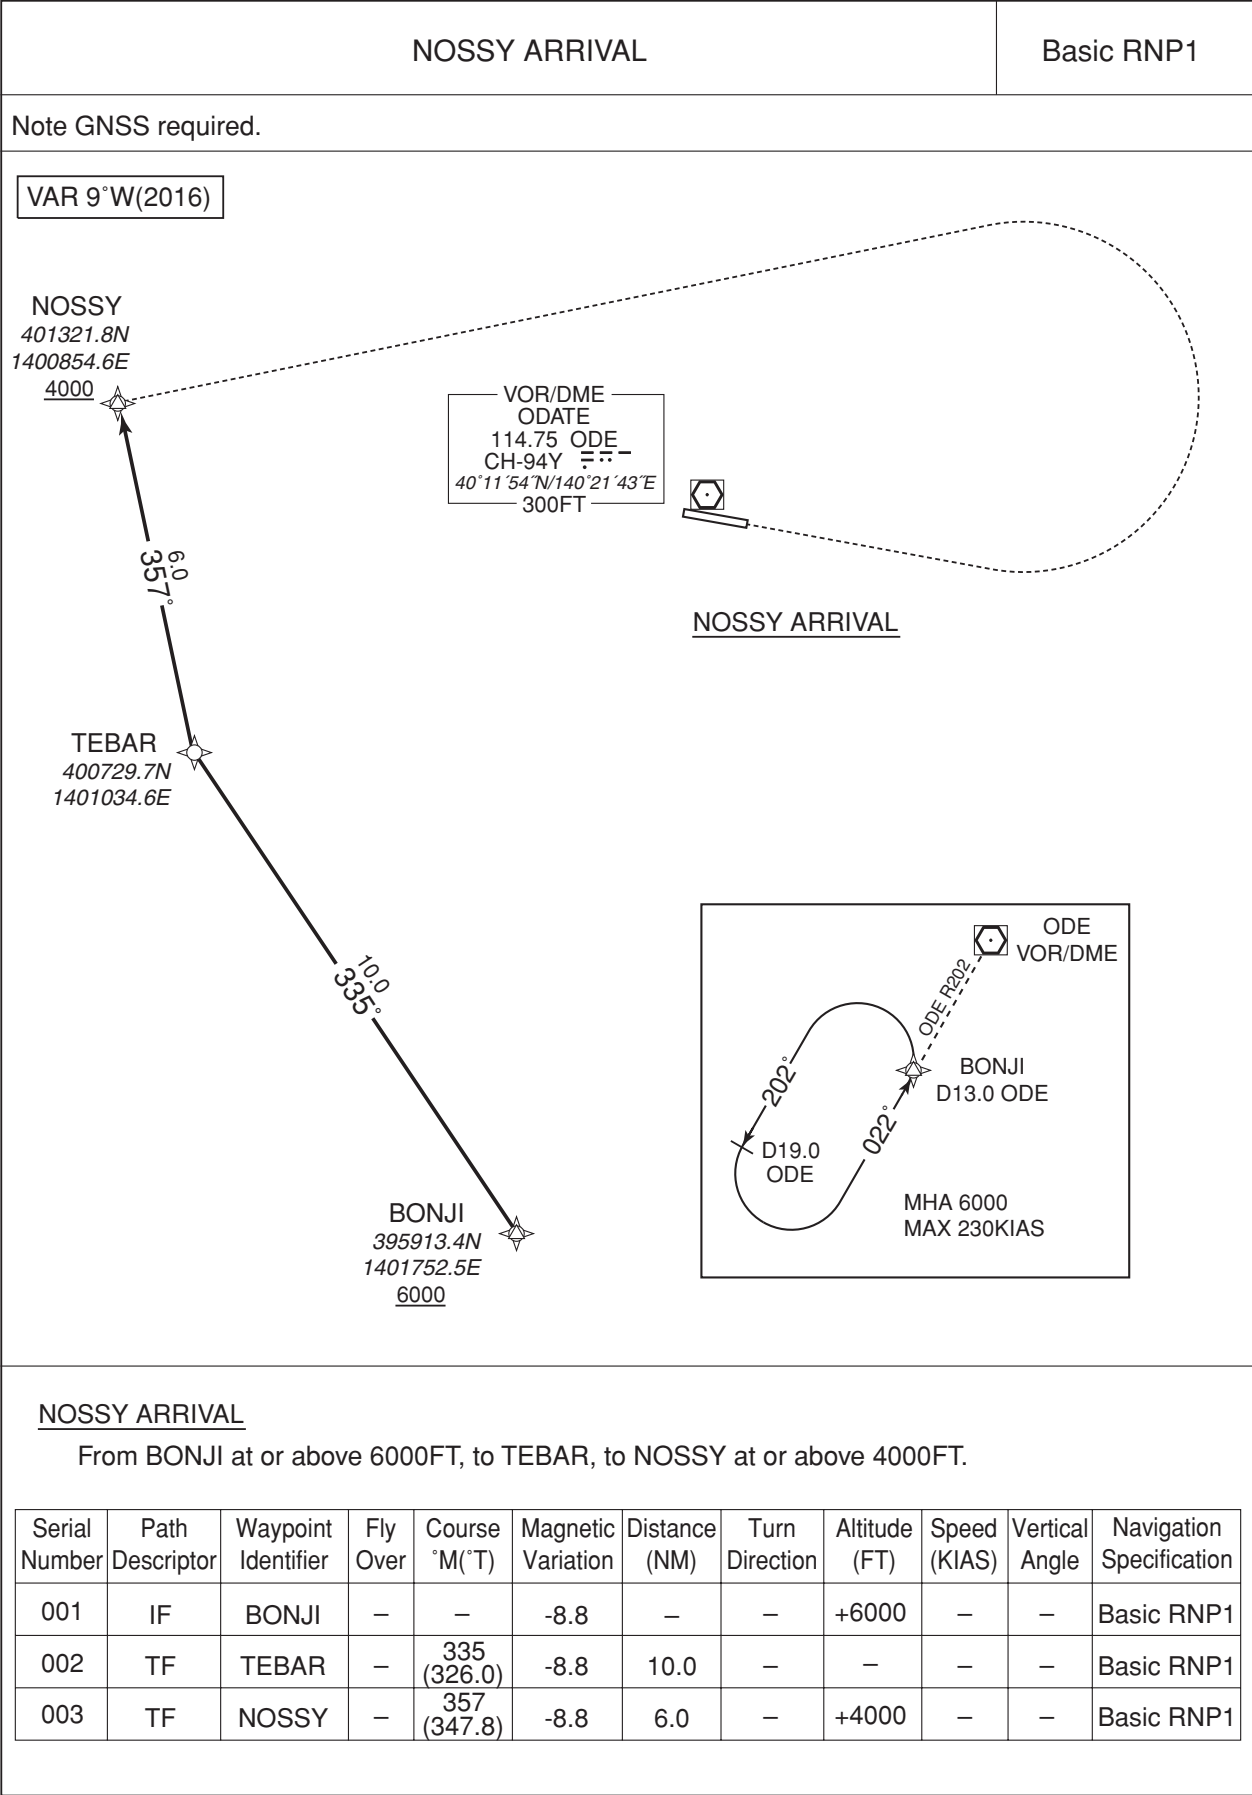 NOSSY ARRIVAL
Basic RNP1
Note GNSS required.
VAR 9˚W(2016)
NOSSY
401321.8N
1400854.6E
4000
VOR/DME
ODATE
114.75 ODE
CH-94Y
40˚11´54˝N/140˚21´43˝E
300FT
6.0
357˚
NOSSY ARRIVAL
TEBAR
400729.7N
1401034.6E
10.0
335˚
BONJI
395913.4N
1401752.5E
6000
ODE
VOR/DME
ODE R202
BONJI
D13.0 ODE
202˚
022˚
D19.0
ODE
MHA 6000
MAX 230KIAS
NOSSY ARRIVAL
From BONJI at or above 6000FT, to TEBAR, to NOSSY at or above 4000FT.
Serial Number Path Descriptor Waypoint Identifier Fly Over Course ˚M(˚T) Magnetic Variation Distance (NM) Turn Direction Altitude (FT) Speed (KIAS) Vertical Angle Navigation Specification
001 IF BONJI – – -8.8 – – +6000 – – Basic RNP1
002 TF TEBAR – 335 (326.0) -8.8 10.0 – – – – Basic RNP1
003 TF NOSSY – 357 (347.8) -8.8 6.0 – +4000 – – Basic RNP1